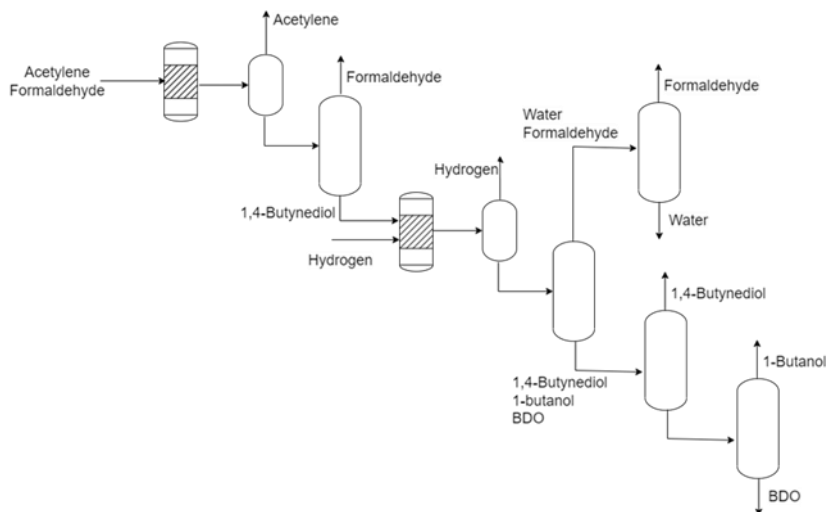 Acetylene
Acetylene
Formaldehyde
Formaldehyde
Water
Formaldehyde
Formaldehyde
Hydrogen
1,4-Butynediol
Water
Hydrogen
1,4-Butynediol
1-Butanol
1,4-Butynediol
1-butanol
BDO
BDO